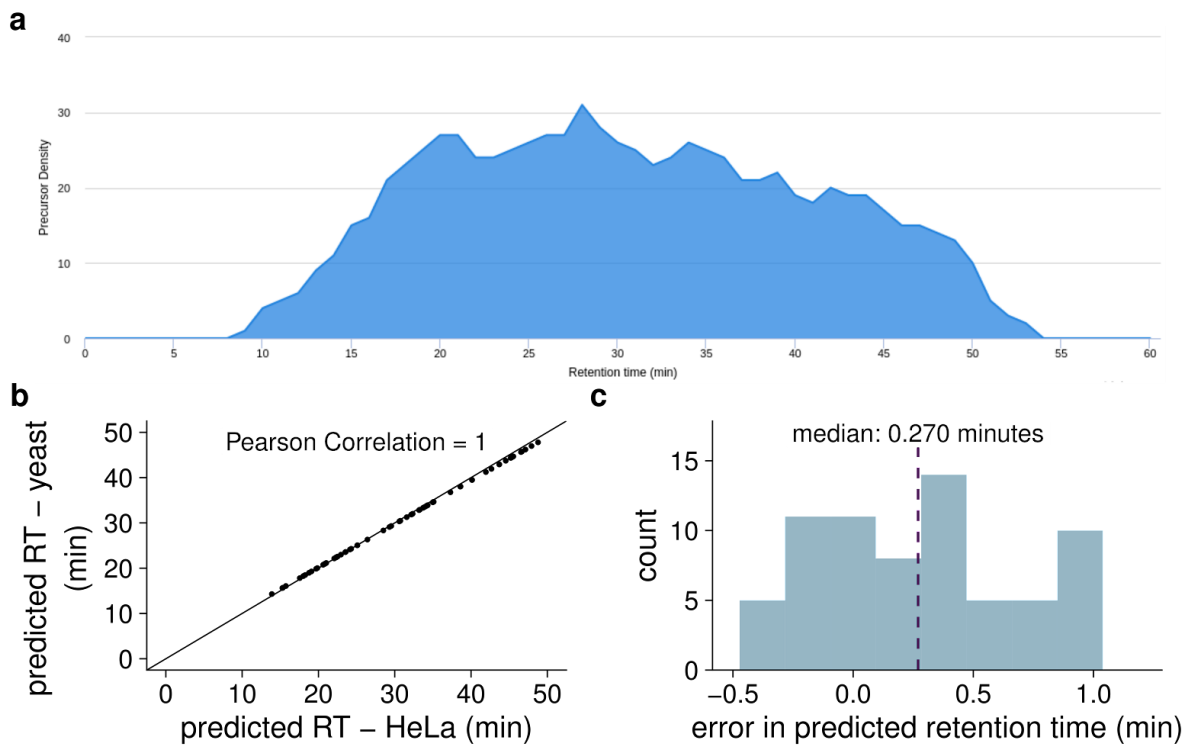 a
40
30
20
10
0
Precursor Density
0 5 10 15 20 25 30 35 40 45 50 55 60
Retention time (min)
b
Pearson Correlation = 1
50
40
30
20
10
0
predicted RT − yeast
(min)
0 10 20 30 40 50
predicted RT − HeLa (min)
c
median: 0.270 minutes
15
10
5
0
count
−0.5 0.0 0.5 1.0
error in predicted retention time (min)